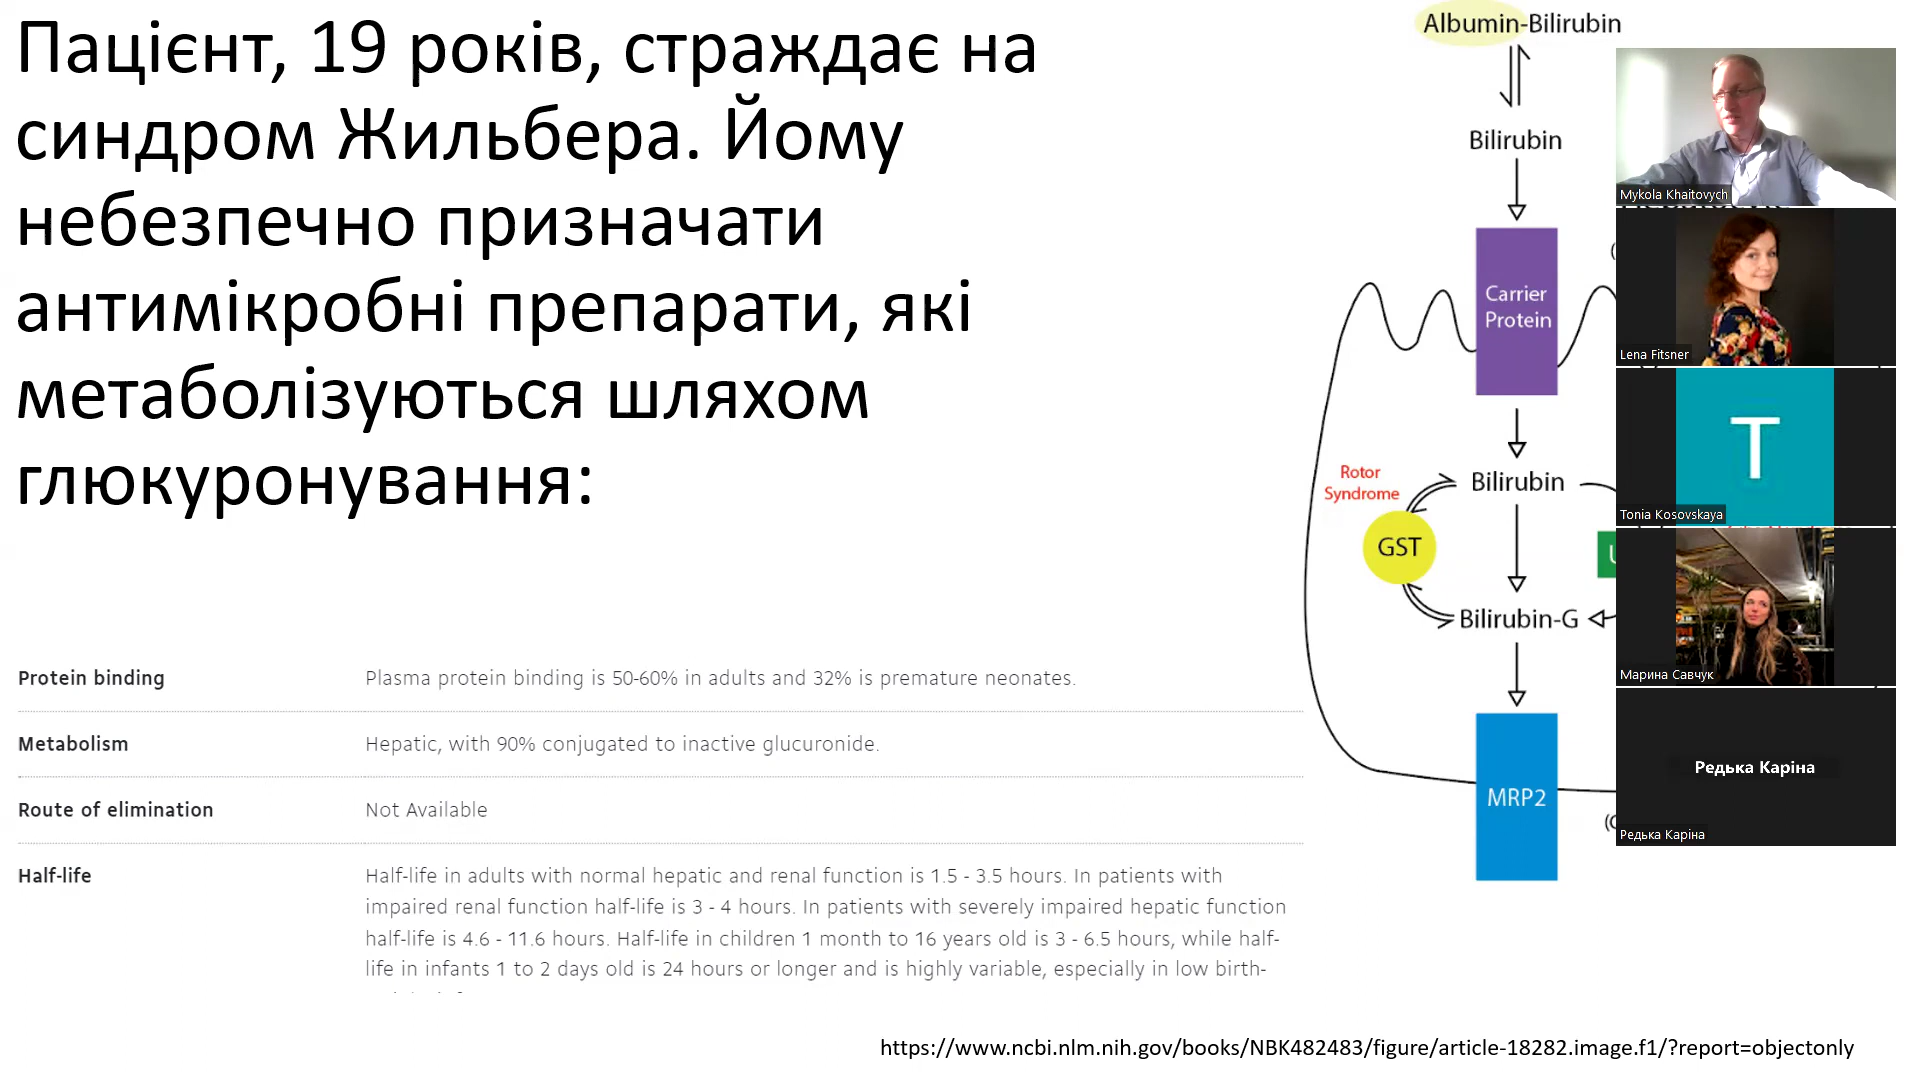 Пацієнт, 19 років, страждає на
синдром Жильбера. Йому
небезпечно призначати
антимікробні препарати, які
метаболізуються шляхом
глюкуронування:
Protein binding
Plasma protein binding is 50-60% in adults and 32% is premature neonates.
Metabolism
Hepatic, with 90% conjugated to inactive glucuronide.
Route of elimination
Not Available
Half-life
Half-life in adults with normal hepatic and renal function is 1.5 - 3.5 hours. In patients with
impaired renal function half-life is 3 - 4 hours. In patients with severely impaired hepatic function
half-life is 4.6 - 11.6 hours. Half-life in children 1 month to 16 years old is 3 - 6.5 hours, while half-
life in infants 1 to 2 days old is 24 hours or longer and is highly variable, especially in low birth-
Albumin-Bilirubin
Bilirubin
Carrier
Protein
Rotor
Syndrome
Bilirubin
GST
Bilirubin-G
MRP2
Mykola Khaitovych
Lena Fitsner
T
Tonia Kosovskaya
Марина Савчук
Редька Каріна
Редька Каріна
https://www.ncbi.nlm.nih.gov/books/NBK482483/figure/article-18282.image.f1/?report=objectonly